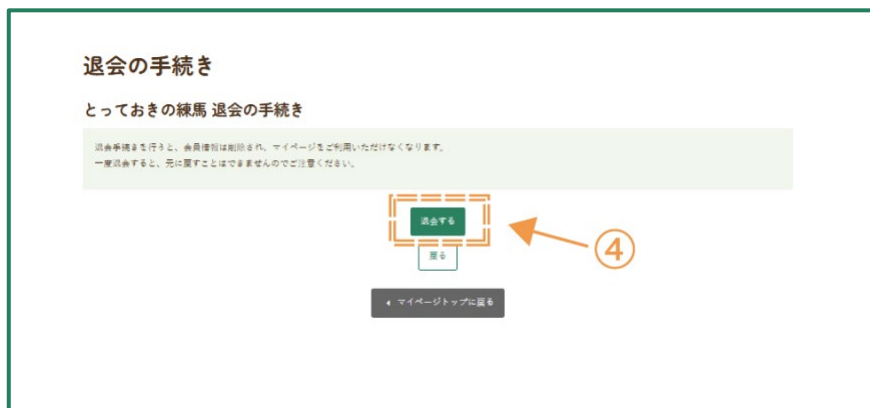 退会の手続き
とっておきの練馬 退会の手続き
退会手続きを行うと、会員情報は削除され、マイページをご利用いただけなくなります。
一度退会すると、元に戻すことはできませんのでご注意ください。
退会する
④
戻る
マイページトップに戻る